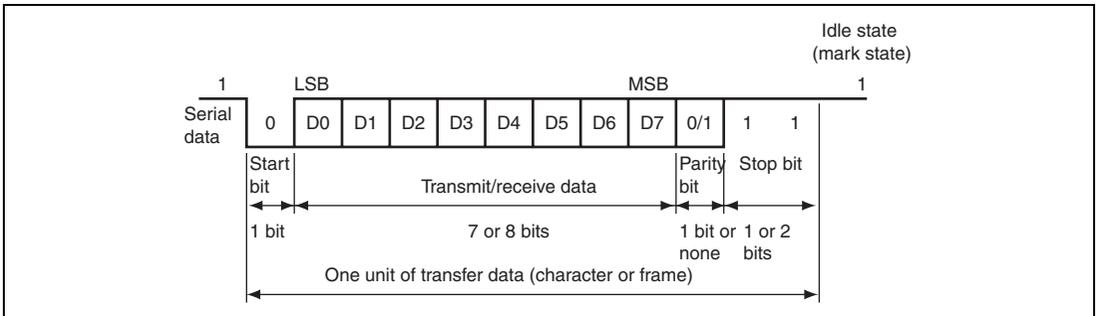 Idle state
(mark state)
1 LSB MSB 1
Serial
data
0 D0 D1 D2 D3 D4 D5 D6 D7 0/1 1 1
Start
bit
Transmit/receive data
Parity
bit
Stop bit
1 bit
7 or 8 bits
1 bit or
none
1 or 2
bits
One unit of transfer data (character or frame)